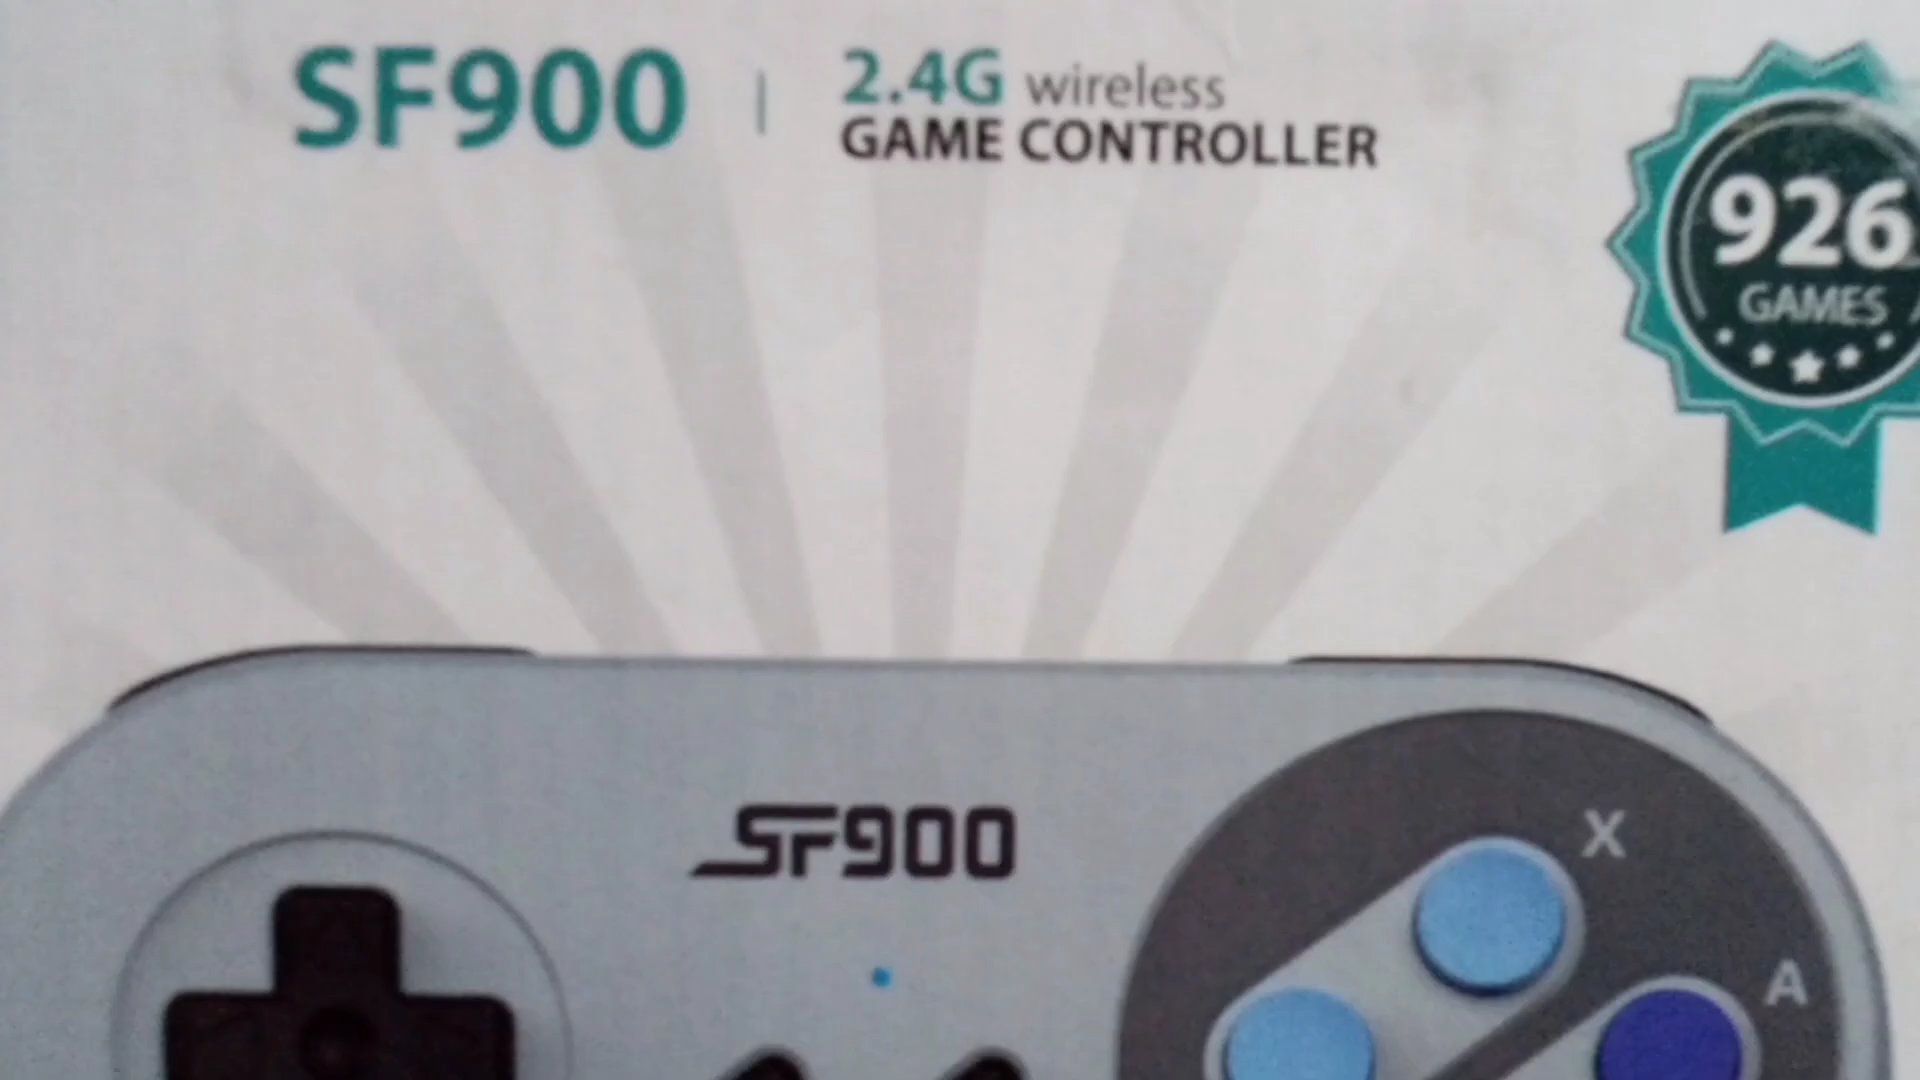 SF900
2.4G wireless
GAME CONTROLLER
926
GAMES
SF900
X
A